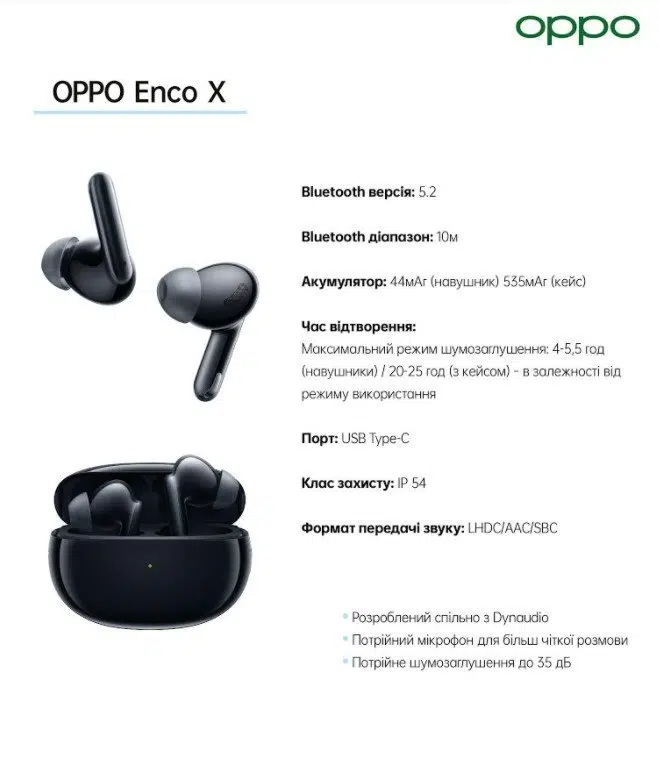 oppo
OPPO Enco X
Bluetooth версія: 5.2
Bluetooth діапазон: 10м
Акумулятор: 44мАг (навушник) 535мАг (кейс)
Час відтворення:
Максимальний режим шумозаглушення: 4-5,5 год
(навушники) / 20-25 год (з кейсом) - в залежності від
режиму використання
Порт: USB Type-C
Клас захисту: IP 54
Формат передачі звуку: LHDC/AAC/SBC
Розроблений спільно з Dynaudio
Потрійний мікрофон для більш чіткої розмови
Потрійне шумозаглушення до 35 дБ